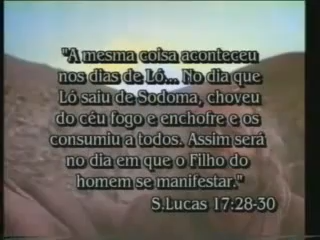 "A mesma coisa aconteceu
nos dias de Ló... No dia que
Ló saiu de Sodoma, choveu
do céu fogo e enchofre e os
consumiu a todos. Assim será
no dia em que o Filho do
homem se manifestar."
S.Lucas 17:28-30